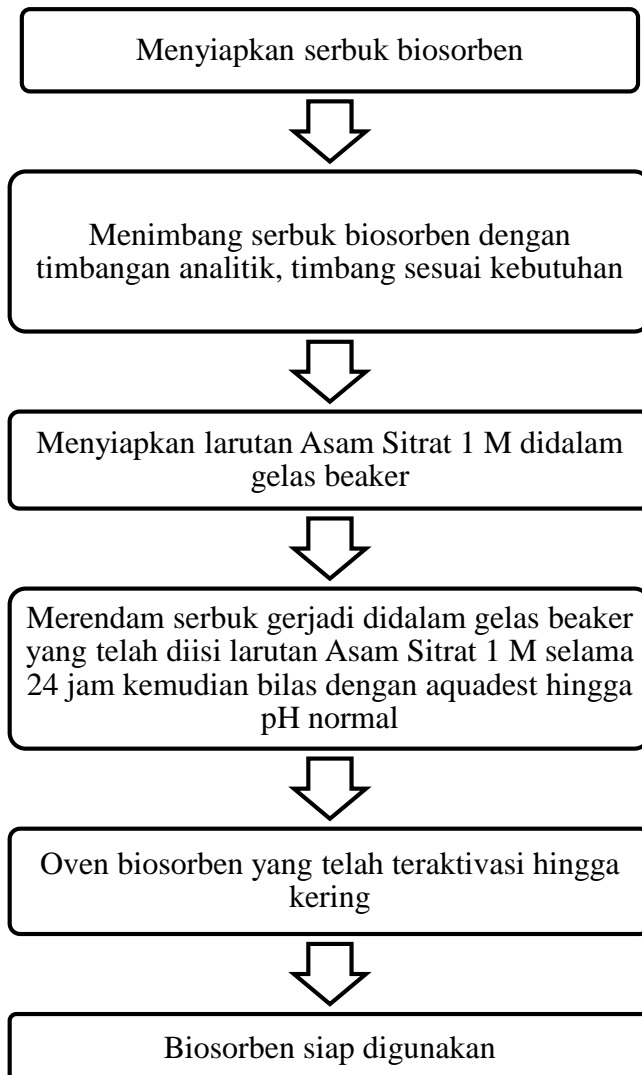 Menyiapkan serbuk biosorben
Menimbang serbuk biosorben dengan
timbangan analitik, timbang sesuai kebutuhan
Menyiapkan larutan Asam Sitrat 1 M didalam
gelas beaker
Merendam serbuk gerjadi didalam gelas beaker
yang telah diisi larutan Asam Sitrat 1 M selama
24 jam kemudian bilas dengan aquadest hingga
pH normal
Oven biosorben yang telah teraktivasi hingga
kering
Biosorben siap digunakan